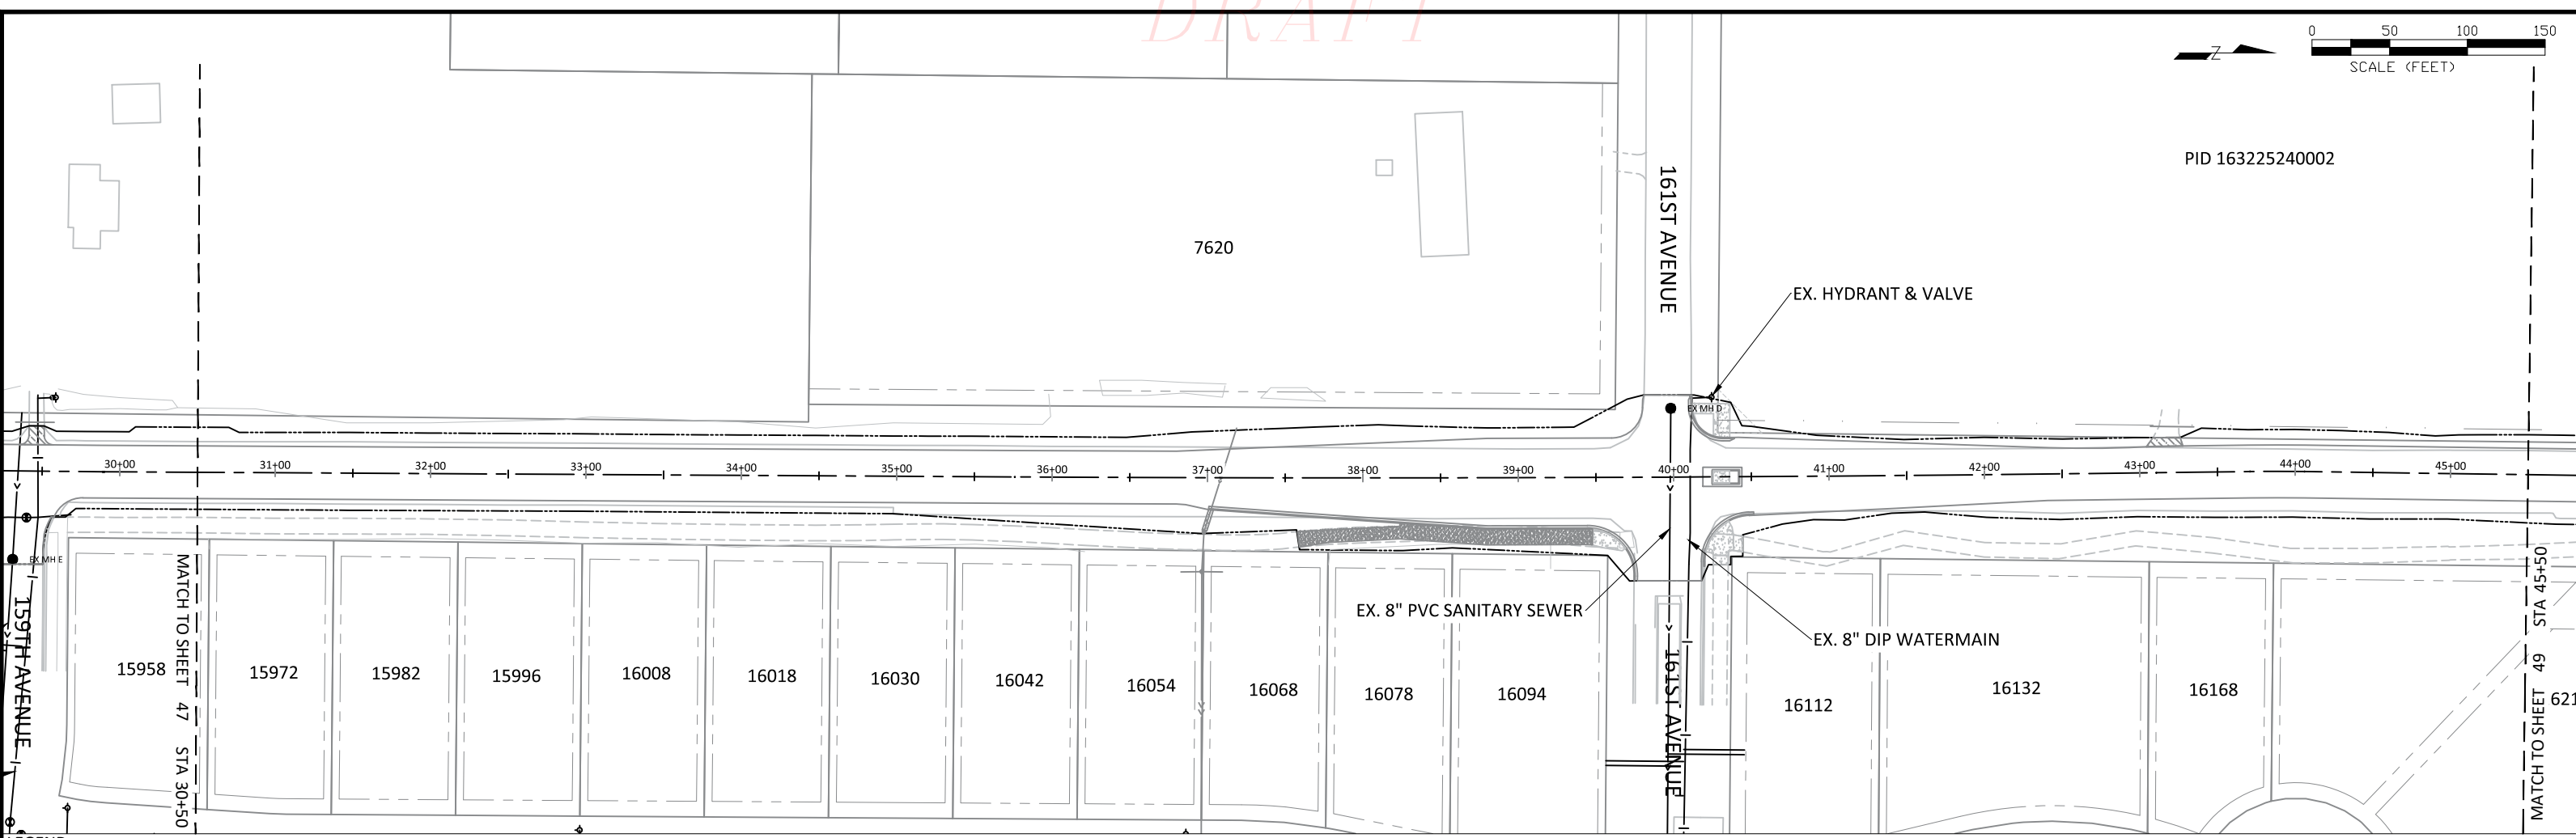 DRAFT
0 50 100 150
SCALE (FEET)
Z
PID 163225240002
161ST AVENUE
7620
EX. HYDRANT & VALVE
EX MH D
30+00 31+00 32+00 33+00 34+00 35+00 36+00 37+00 38+00 39+00 40+00 41+00 42+00 43+00 44+00 45+00
EX MH E
159TH AVENUE
MATCH TO SHEET 47 STA 30+50
EX. 8" PVC SANITARY SEWER
EX. 8" DIP WATERMAIN
161ST AVENUE
15958 15972 15982 15996 16008 16018 16030 16042 16054 16068 16078 16094 16112 16132 16168
MATCH TO SHEET 49 STA 45+50
621